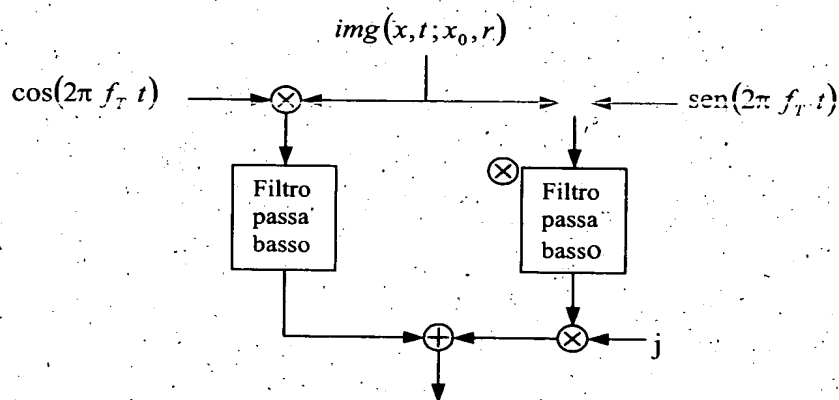 img(x,t;x₀,r)
cos(2π f_T t)
sen(2π f_T t)
Filtro
passa
basso
Filtro
passa
basso
j